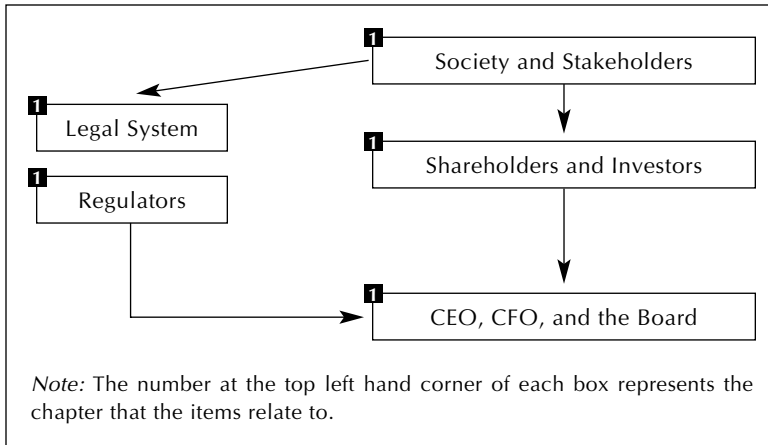 1
Society and Stakeholders
1
Legal System
1
Shareholders and Investors
1
Regulators
1
CEO, CFO, and the Board
Note: The number at the top left hand corner of each box represents the
chapter that the items relate to.